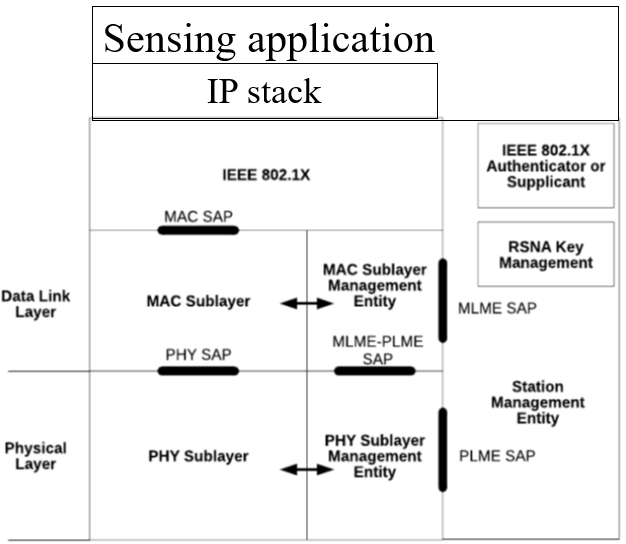 Sensing application
IP stack
IEEE 802.1X
IEEE 802.1X
Authenticator or
Supplicant
MAC SAP
RSNA Key
Management
Data Link
Layer
MAC Sublayer
MAC Sublayer
Management
Entity
MLME SAP
PHY SAP
MLME-PLME
SAP
Station
Management
Entity
Physical
Layer
PHY Sublayer
PHY Sublayer
Management
Entity
PLME SAP